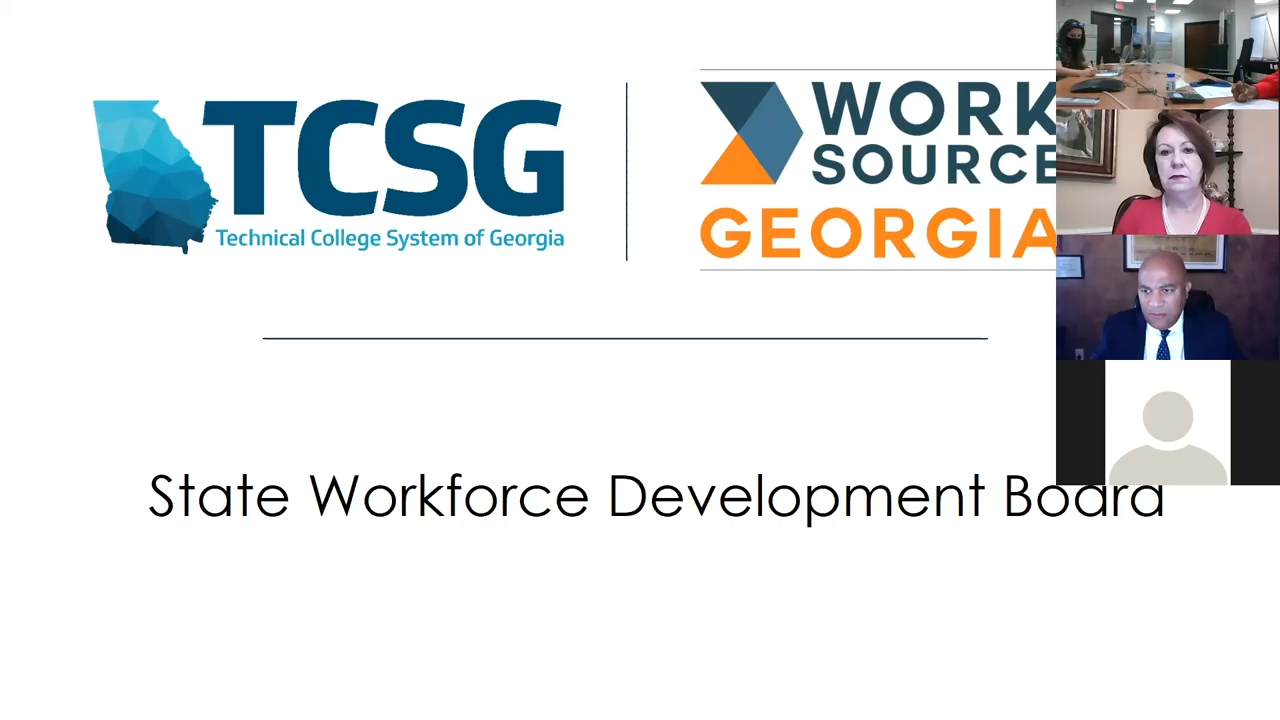 TCSG
Technical College System of Georgia
WORK
SOURCE
GEORGIA
State Workforce Development Board